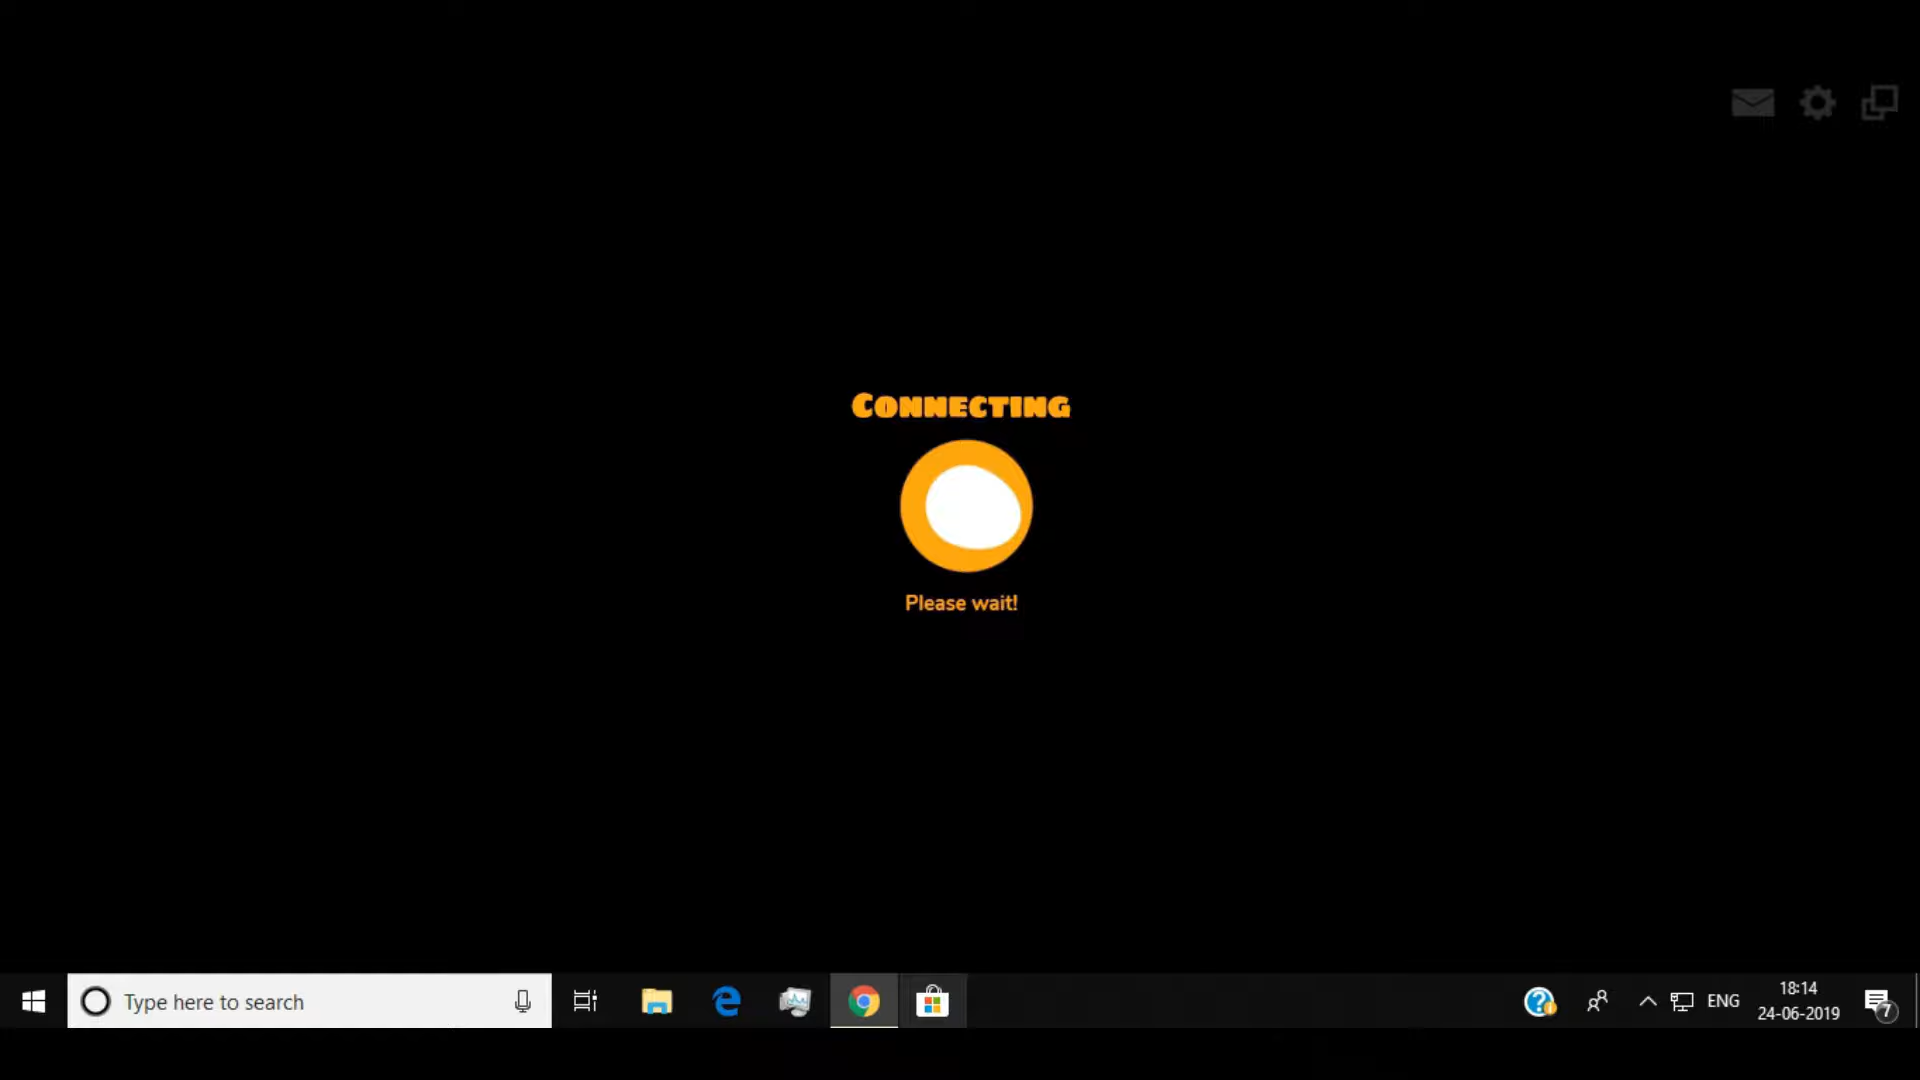 Connecting
Please wait!
Type here to search
ENG
18:14
24-06-2019
7